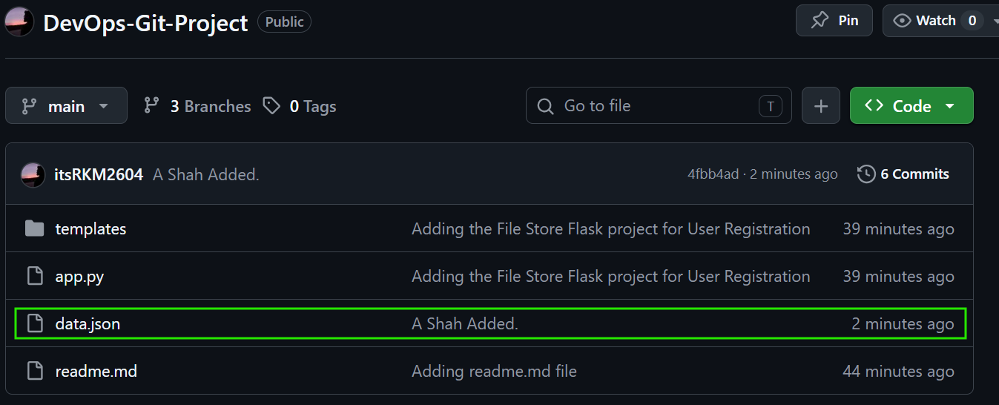 DevOps-Git-Project Public Pin Watch 0
main 3 Branches 0 Tags Go to file T + Code
itsRKM2604 A Shah Added. 4fbb4ad · 2 minutes ago 6 Commits
templates Adding the File Store Flask project for User Registration 39 minutes ago
app.py Adding the File Store Flask project for User Registration 39 minutes ago
data.json A Shah Added. 2 minutes ago
readme.md Adding readme.md file 44 minutes ago